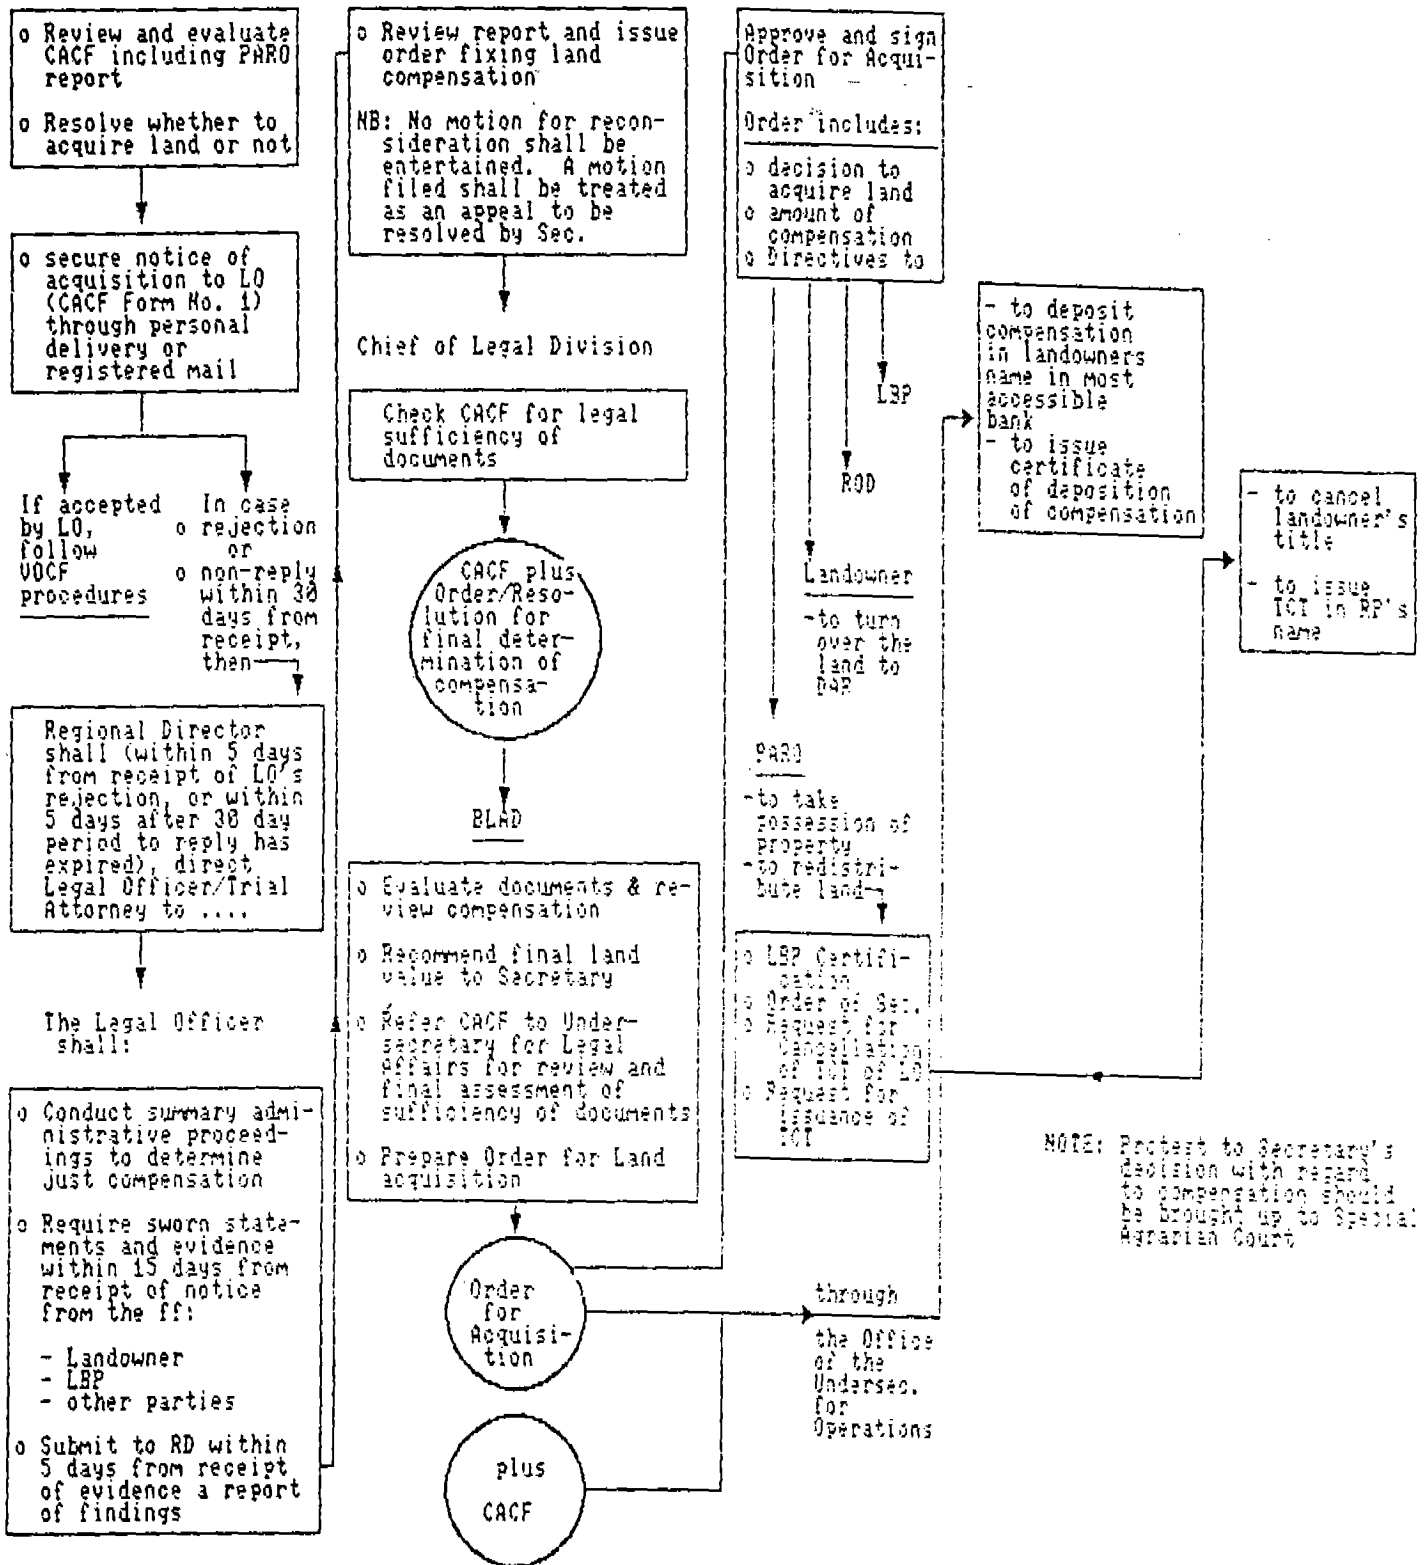 o Review and evaluate
CACF including PARO
report
o Resolve whether to
acquire land or not
o secure notice of
acquisition to LO
(CACF Form No. 1)
through personal
delivery or
registered mail
If accepted
by LO,
follow
VOCF
procedures
In case
o rejection
or
o non-reply
within 30
days from
receipt,
then
Regional Director
shall (within 5 days
from receipt of LO's
rejection, or within
5 days after 30 day
period to reply has
expired), direct
Legal Officer/Trial
Attorney to ....
The Legal Officer
shall:
o Conduct summary admi-
nistrative proceed-
ings to determine
just compensation
o Require sworn state-
ments and evidence
within 15 days from
receipt of notice
from the ff:
- Landowner
- LBP
- other parties
o Submit to RD within
5 days from receipt
of evidence a report
of findings
o Review report and issue
order fixing land
compensation
NB: No motion for recon-
sideration shall be
entertained. A motion
filed shall be treated
as an appeal to be
resolved by Sec.
Chief of Legal Division
Check CACF for legal
sufficiency of
documents
CACF plus
Order/Reso-
lution for
final deter-
mination of
compensa-
tion
BLAD
o Evaluate documents & re-
view compensation
o Recommend final land
value to Secretary
o Refer CACF to Under-
secretary for Legal
Affairs for review and
final assessment of
sufficiency of documents
o Prepare Order for Land
acquisition
Order
for
Acquisi-
tion
plus
CACF
Approve and sign
Order for Acqui-
sition
Order includes:
o decision to
acquire land
o amount of
compensation
o Directives to
LBP
ROD
Landowner
-to turn
over the
land to
DAR
PARO
-to take
possession of
property
-to redistri-
bute land
o LBP Certifi-
cation
o Order of Sec.
o Request for
Cancellation
of TCT of LO
o Request for
issuance of
TCT
through
the Office
of the
Undersec.
for
Operations
- to deposit
compensation
in landowners
name in most
accessible
bank
- to issue
certificate
of deposition
of compensation
- to cancel
landowner's
title
- to issue
TCT in RP's
name
NOTE: Protest to Secretary's
decision with regard
to compensation should
be brought up to Special
Agrarian Court